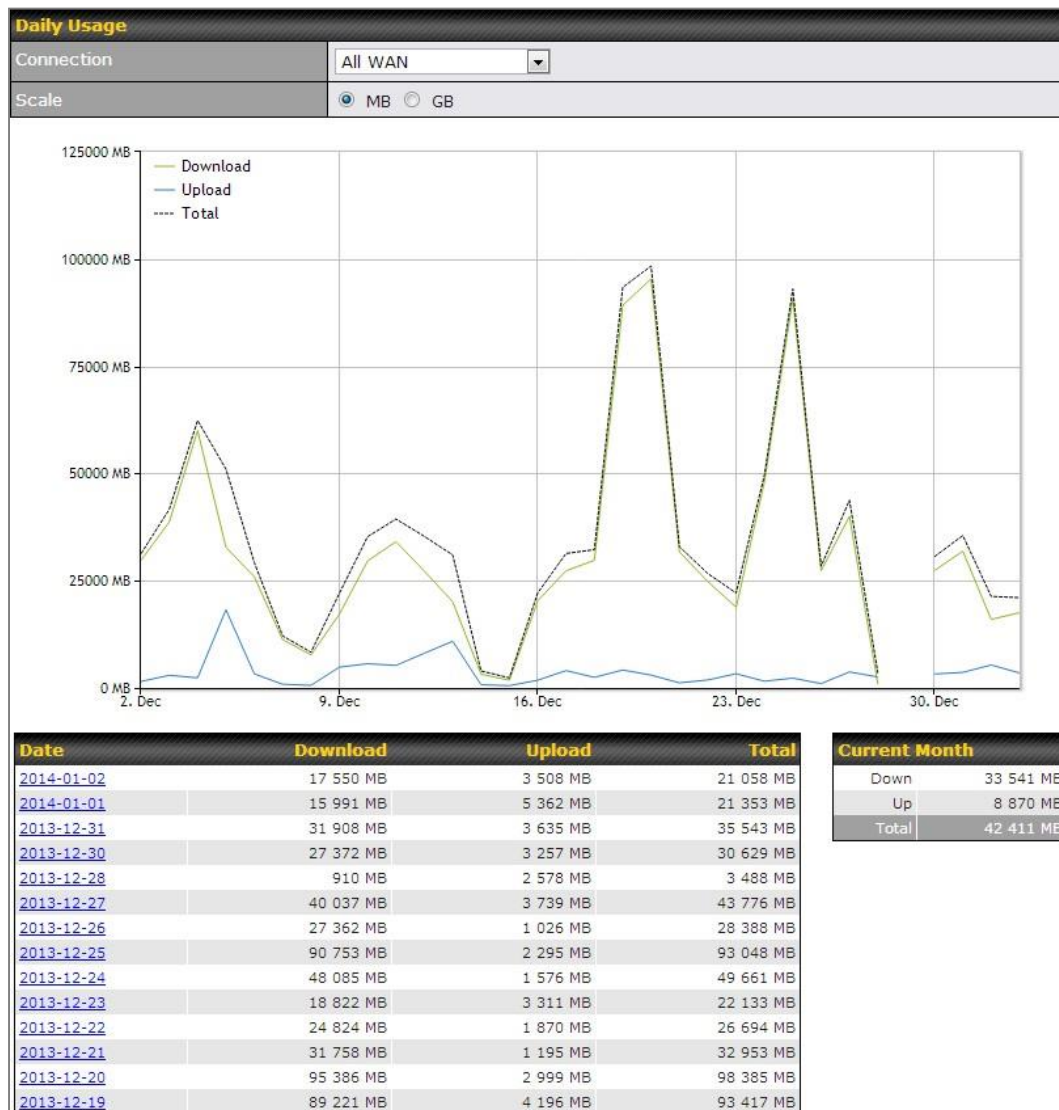 Daily Usage
Connection All WAN
Scale MB GB
125000 MB
Download
Upload
Total
100000 MB
75000 MB
50000 MB
25000 MB
0 MB
2. Dec 9. Dec 16. Dec 23. Dec 30. Dec
Date Download Upload Total
2014-01-02 17 550 MB 3 508 MB 21 058 MB
2014-01-01 15 991 MB 5 362 MB 21 353 MB
2013-12-31 31 908 MB 3 635 MB 35 543 MB
2013-12-30 27 372 MB 3 257 MB 30 629 MB
2013-12-28 910 MB 2 578 MB 3 488 MB
2013-12-27 40 037 MB 3 739 MB 43 776 MB
2013-12-26 27 362 MB 1 026 MB 28 388 MB
2013-12-25 90 753 MB 2 295 MB 93 048 MB
2013-12-24 48 085 MB 1 576 MB 49 661 MB
2013-12-23 18 822 MB 3 311 MB 22 133 MB
2013-12-22 24 824 MB 1 870 MB 26 694 MB
2013-12-21 31 758 MB 1 195 MB 32 953 MB
2013-12-20 95 386 MB 2 999 MB 98 385 MB
2013-12-19 89 221 MB 4 196 MB 93 417 MB
Current Month
Down 33 541 MB
Up 8 870 MB
Total 42 411 MB